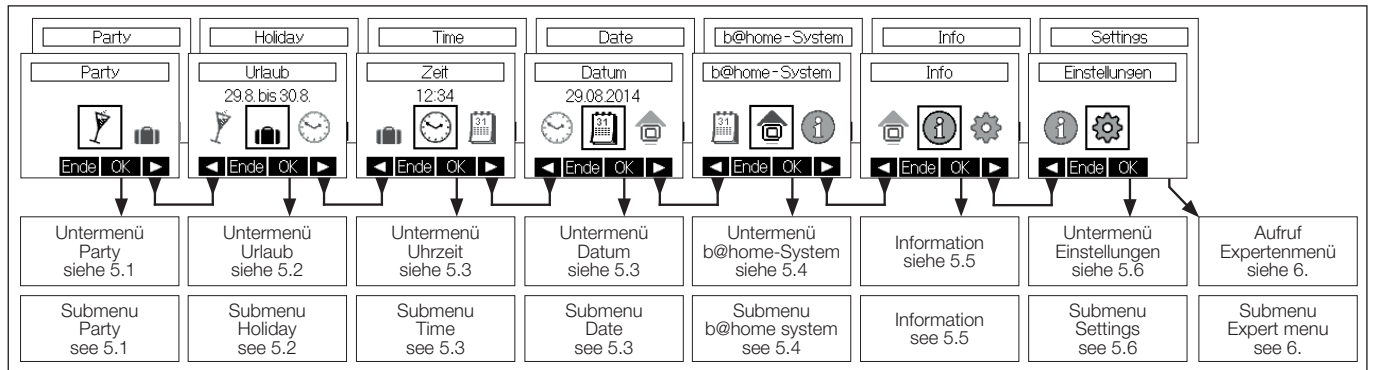 Party
Holiday
Time
Date
b@home-System
Info
Settings
Party
Urlaub
Zeit
Datum
b@home-System
Info
Einstellungen
29.8. bis 30.8.
12:34
29.08.2014
31
31
31
Ende OK
Ende OK
Ende OK
Ende OK
Ende OK
Ende OK
Ende OK
Untermenü
Party
siehe 5.1
Untermenü
Urlaub
siehe 5.2
Untermenü
Uhrzeit
siehe 5.3
Untermenü
Datum
siehe 5.3
Untermenü
b@home-System
siehe 5.4
Information
siehe 5.5
Untermenü
Einstellungen
siehe 5.6
Aufruf
Expertenmenü
siehe 6.
Submenu
Party
see 5.1
Submenu
Holiday
see 5.2
Submenu
Time
see 5.3
Submenu
Date
see 5.3
Submenu
b@home system
see 5.4
Information
see 5.5
Submenu
Settings
see 5.6
Submenu
Expert menu
see 6.